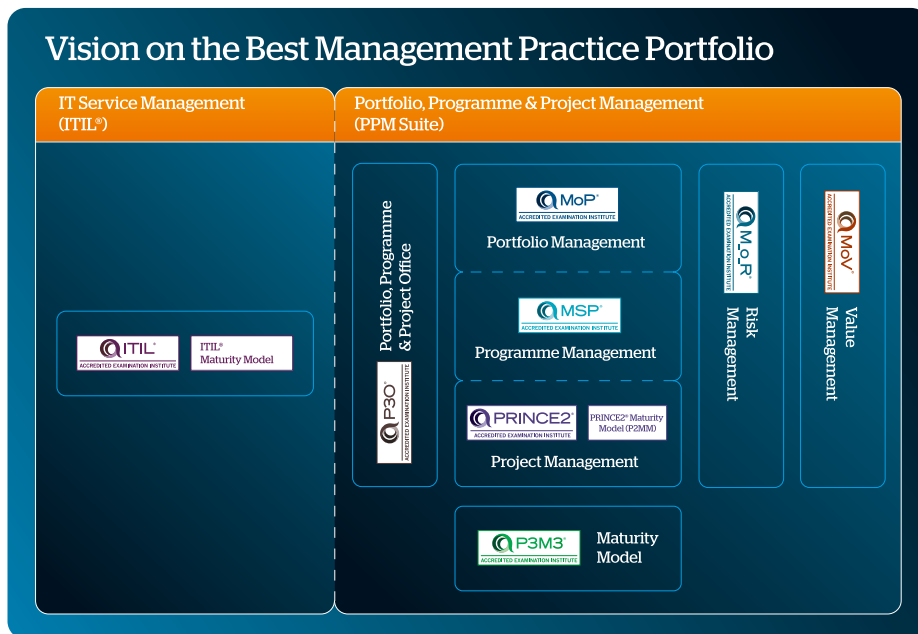 Vision on the Best Management Practice Portfolio
IT Service Management
(ITIL®)
Portfolio, Programme & Project Management
(PPM Suite)
ITIL®
ACCREDITED EXAMINATION INSTITUTE
ITIL®
Maturity Model
Portfolio, Programme
& Project Office
P3O®
ACCREDITED EXAMINATION INSTITUTE
MoP®
ACCREDITED EXAMINATION INSTITUTE
Portfolio Management
MSP®
ACCREDITED EXAMINATION INSTITUTE
Programme Management
PRINCE2®
ACCREDITED EXAMINATION INSTITUTE
PRINCE2® Maturity
Model (P2MM)
Project Management
M_o_R®
ACCREDITED EXAMINATION INSTITUTE
Risk
Management
MoV®
ACCREDITED EXAMINATION INSTITUTE
Value
Management
P3M3®
ACCREDITED EXAMINATION INSTITUTE
Maturity
Model